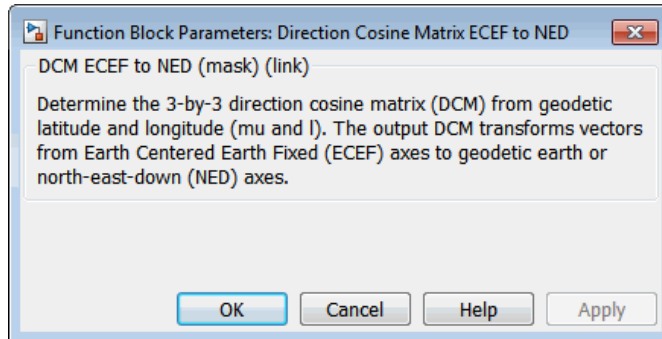 Function Block Parameters: Direction Cosine Matrix ECEF to NED
DCM ECEF to NED (mask) (link)
Determine the 3-by-3 direction cosine matrix (DCM) from geodetic
latitude and longitude (mu and l). The output DCM transforms vectors
from Earth Centered Earth Fixed (ECEF) axes to geodetic earth or
north-east-down (NED) axes.
OK Cancel Help Apply